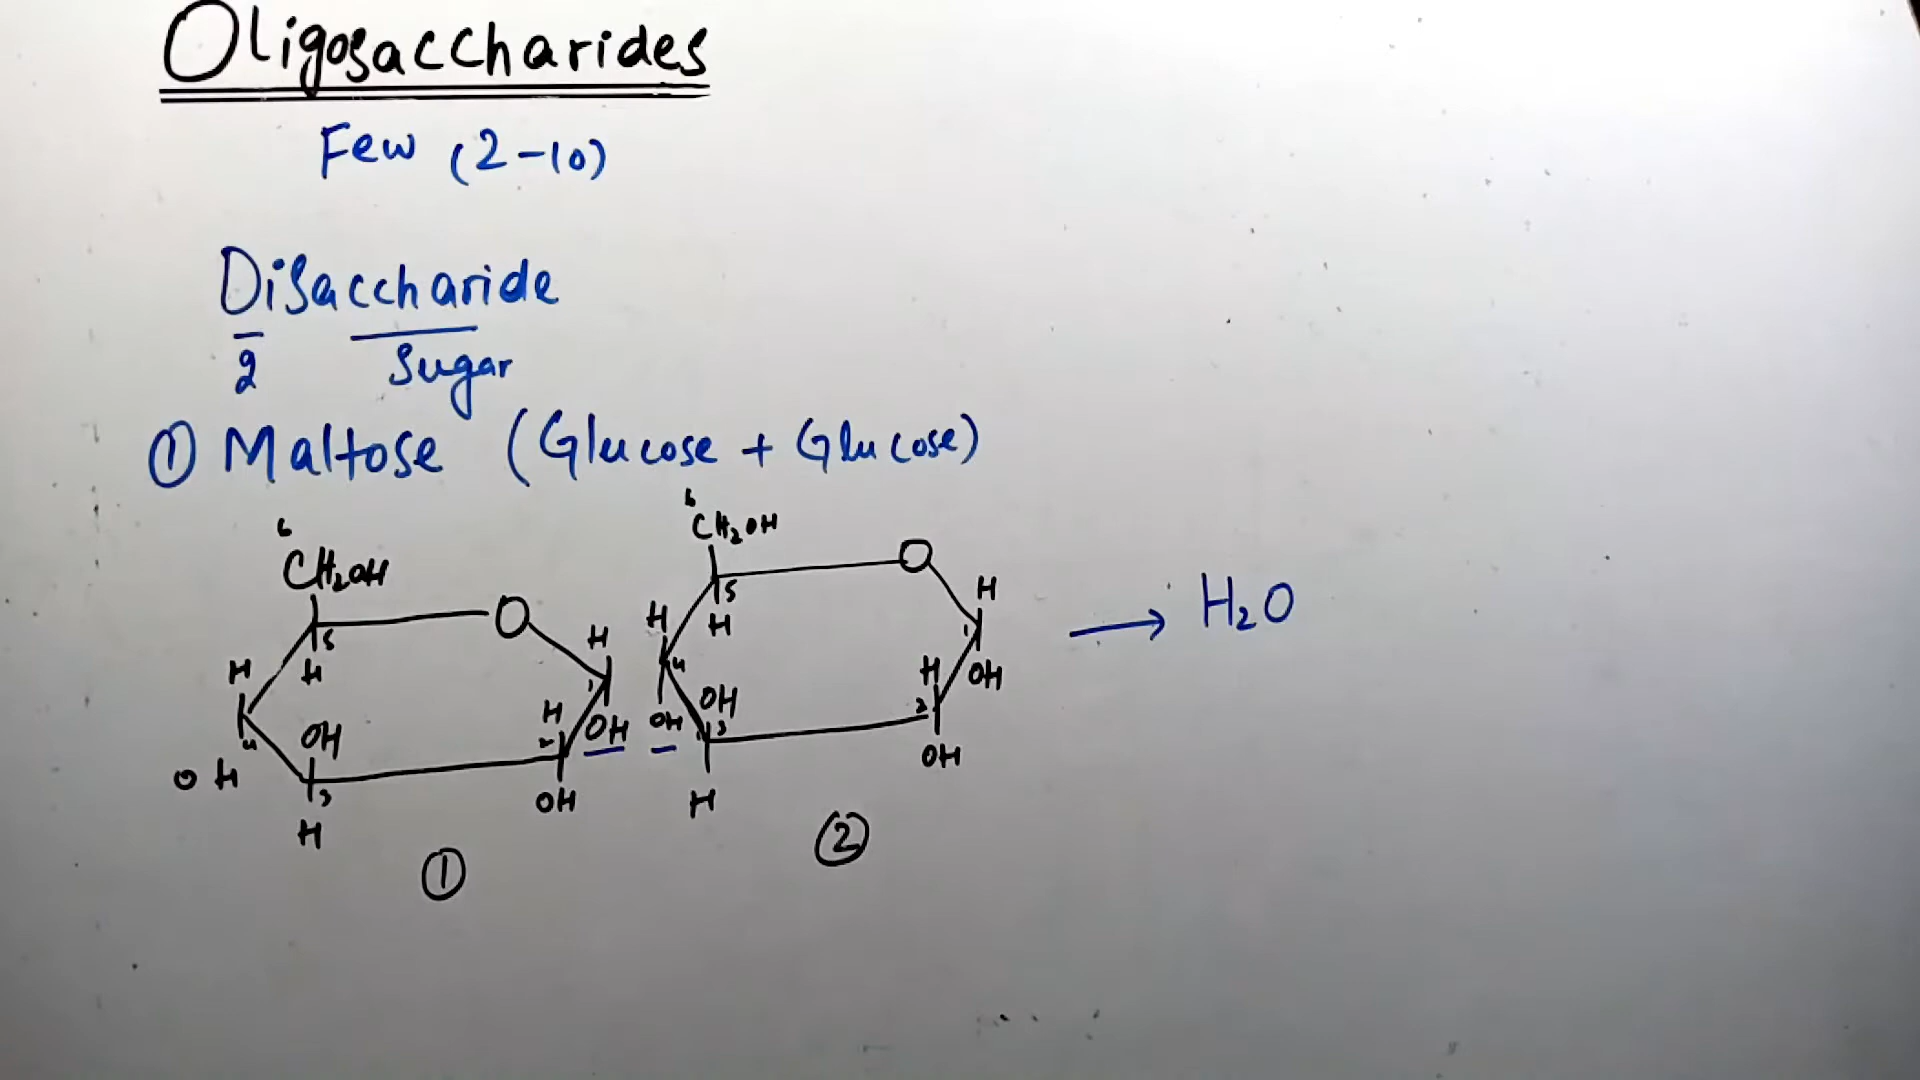 Oligosaccharides
Few (2-10)
Disaccharide
2 Sugar
① Maltose (Glucose + Glucose)
6 6
CH₂OH CH₂OH
O O
5 H 5 H
H H H H 1
4 1 4 H OH
OH H OH OH OH 2
OH 3 2 3 OH
H OH H
① ②
→ H₂O